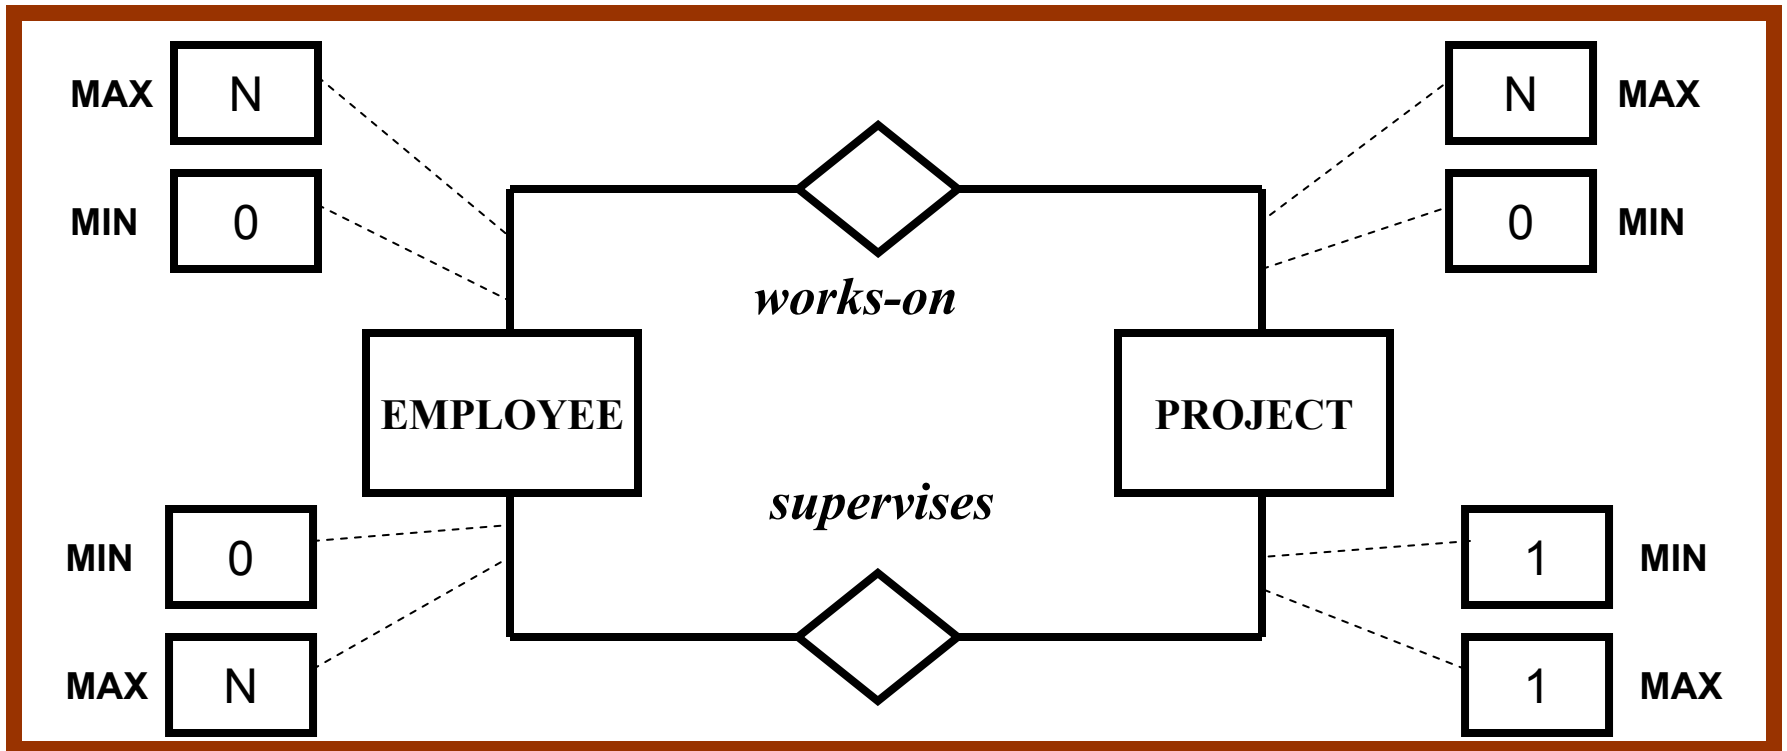 MAX N N MAX
MIN 0 0 MIN
works-on
EMPLOYEE PROJECT
supervises
MIN 0 1 MIN
MAX N 1 MAX